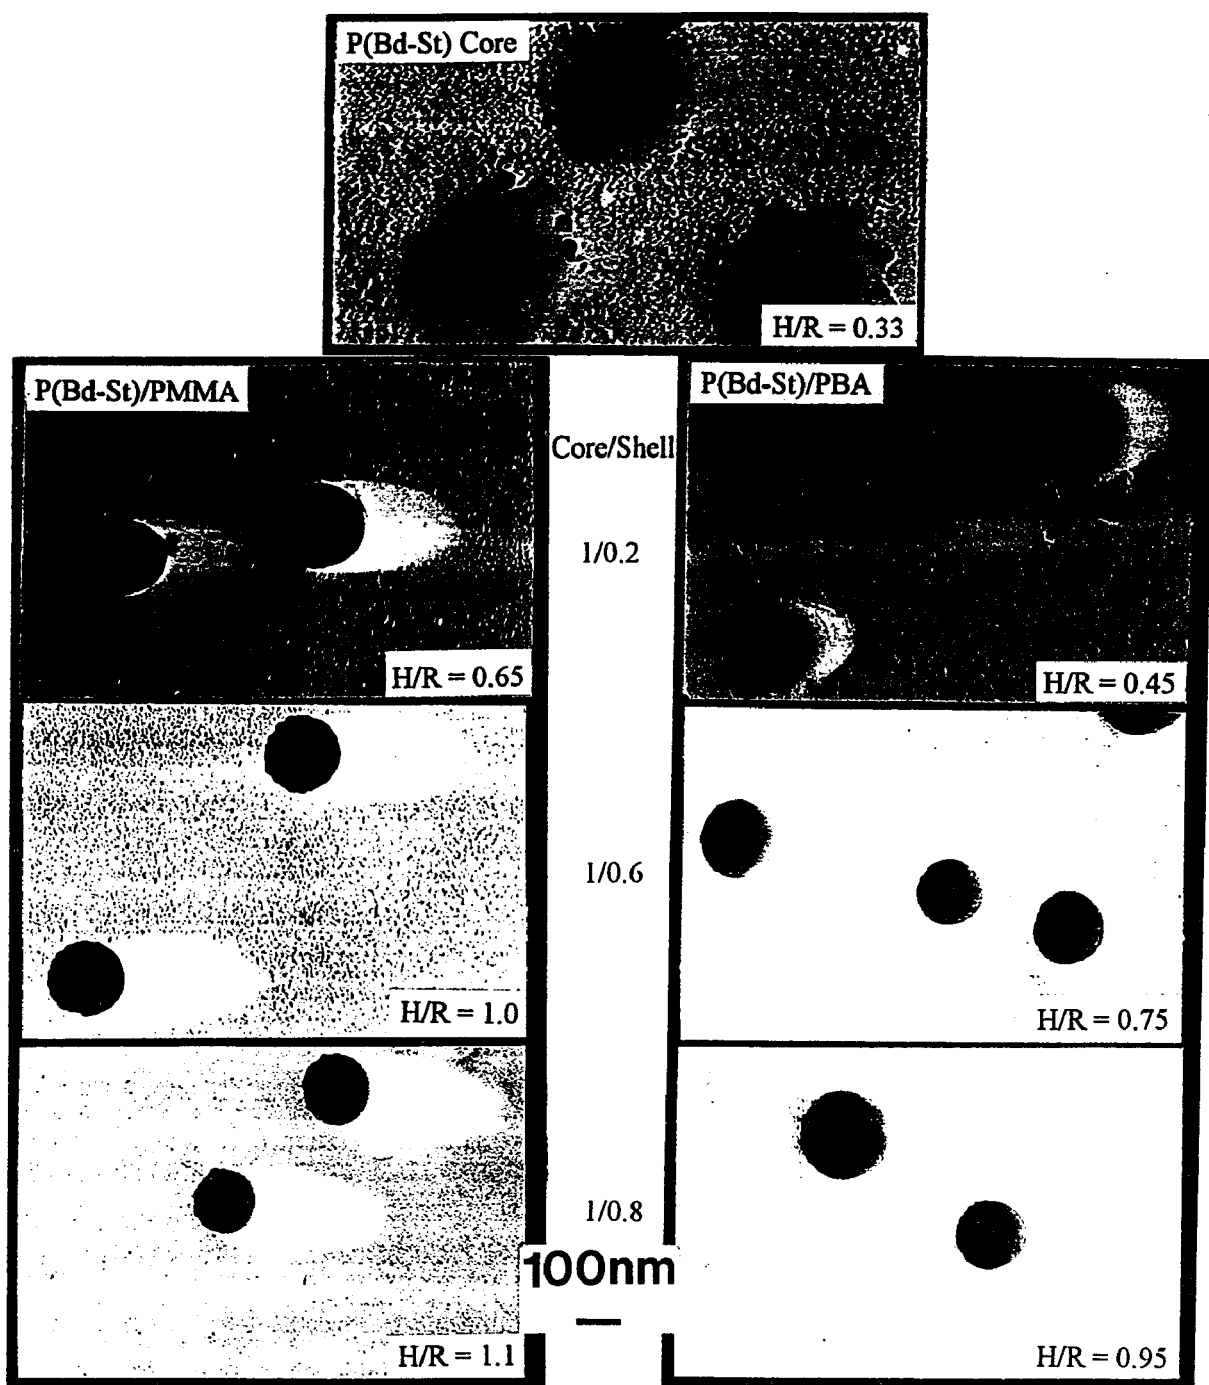 P(Bd-St) Core
H/R = 0.33
P(Bd-St)/PMMA
P(Bd-St)/PBA
Core/Shell
1/0.2
H/R = 0.65
H/R = 0.45
1/0.6
H/R = 1.0
H/R = 0.75
1/0.8
100nm
H/R = 1.1
H/R = 0.95